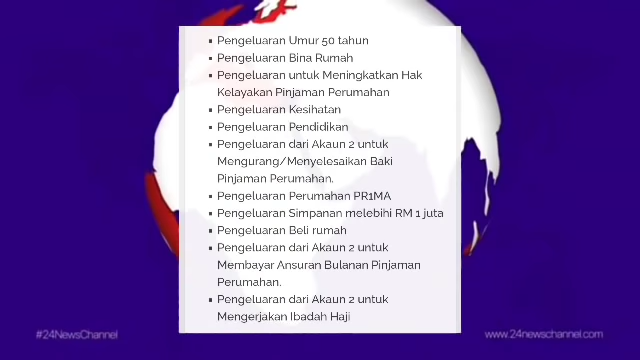 ▪ Pengeluaran Umur 50 tahun
▪ Pengeluaran Bina Rumah
▪ Pengeluaran untuk Meningkatkan Hak
Kelayakan Pinjaman Perumahan
▪ Pengeluaran Kesihatan
▪ Pengeluaran Pendidikan
▪ Pengeluaran dari Akaun 2 untuk
Mengurang/Menyelesaikan Baki
Pinjaman Perumahan.
▪ Pengeluaran Perumahan PR1MA
▪ Pengeluaran Simpanan melebihi RM 1 juta
▪ Pengeluaran Beli rumah
▪ Pengeluaran dari Akaun 2 untuk
Membayar Ansuran Bulanan Pinjaman
Perumahan.
▪ Pengeluaran dari Akaun 2 untuk
Mengerjakan Ibadah Haji
#24NewsChannel
www.24newschannel.com